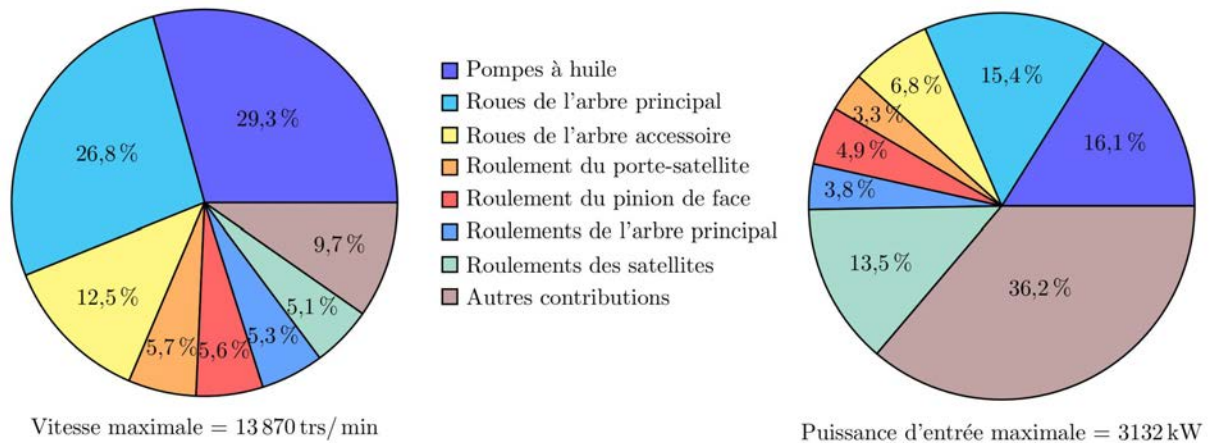 29,3 %
26,8 %
12,5 %
5,7 %
5,6 %
5,3 %
5,1 %
9,7 %
Vitesse maximale = 13 870 trs/ min
Pompes à huile
Roues de l'arbre principal
Roues de l'arbre accessoire
Roulement du porte-satellite
Roulement du pinion de face
Roulements de l'arbre principal
Roulements des satellites
Autres contributions
16,1 %
15,4 %
6,8 %
3,3 %
4,9 %
3,8 %
13,5 %
36,2 %
Puissance d'entrée maximale = 3132 kW